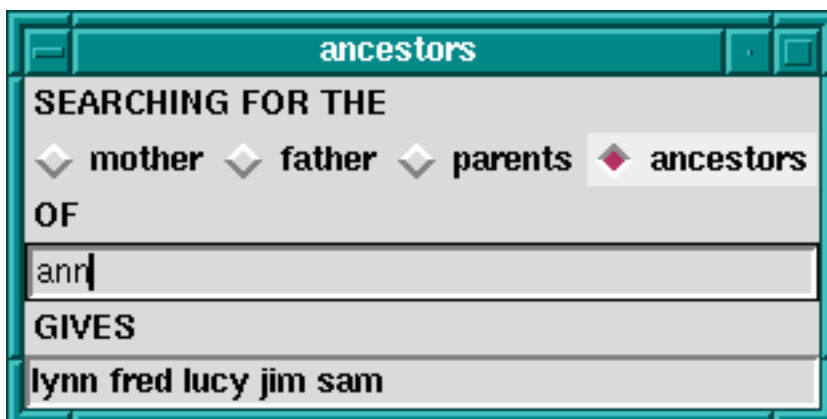 ancestors
SEARCHING FOR THE
mother father parents ancestors
OF
ann
GIVES
lynn fred lucy jim sam